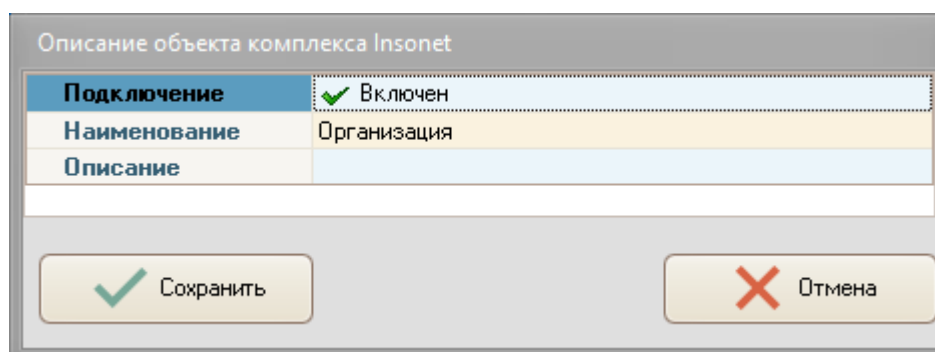 Описание объекта комплекса Insonet
Подключение Включен
Наименование Организация
Описание
Сохранить Отмена